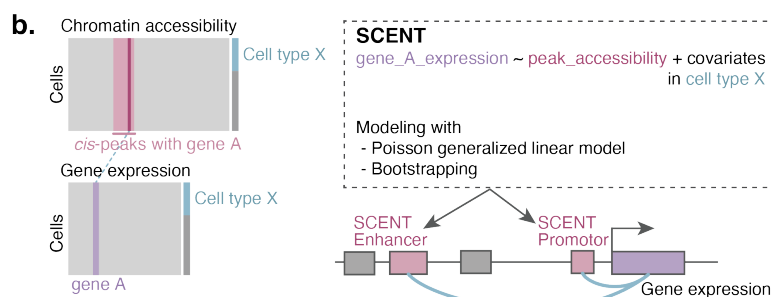 b.
Chromatin accessibility
Cells
Cell type X
cis-peaks with gene A
Gene expression
Cells
Cell type X
gene A
SCENT
gene_A_expression ~ peak_accessibility + covariates
in cell type X
Modeling with
- Poisson generalized linear model
- Bootstrapping
SCENT
Enhancer
SCENT
Promotor
Gene expression